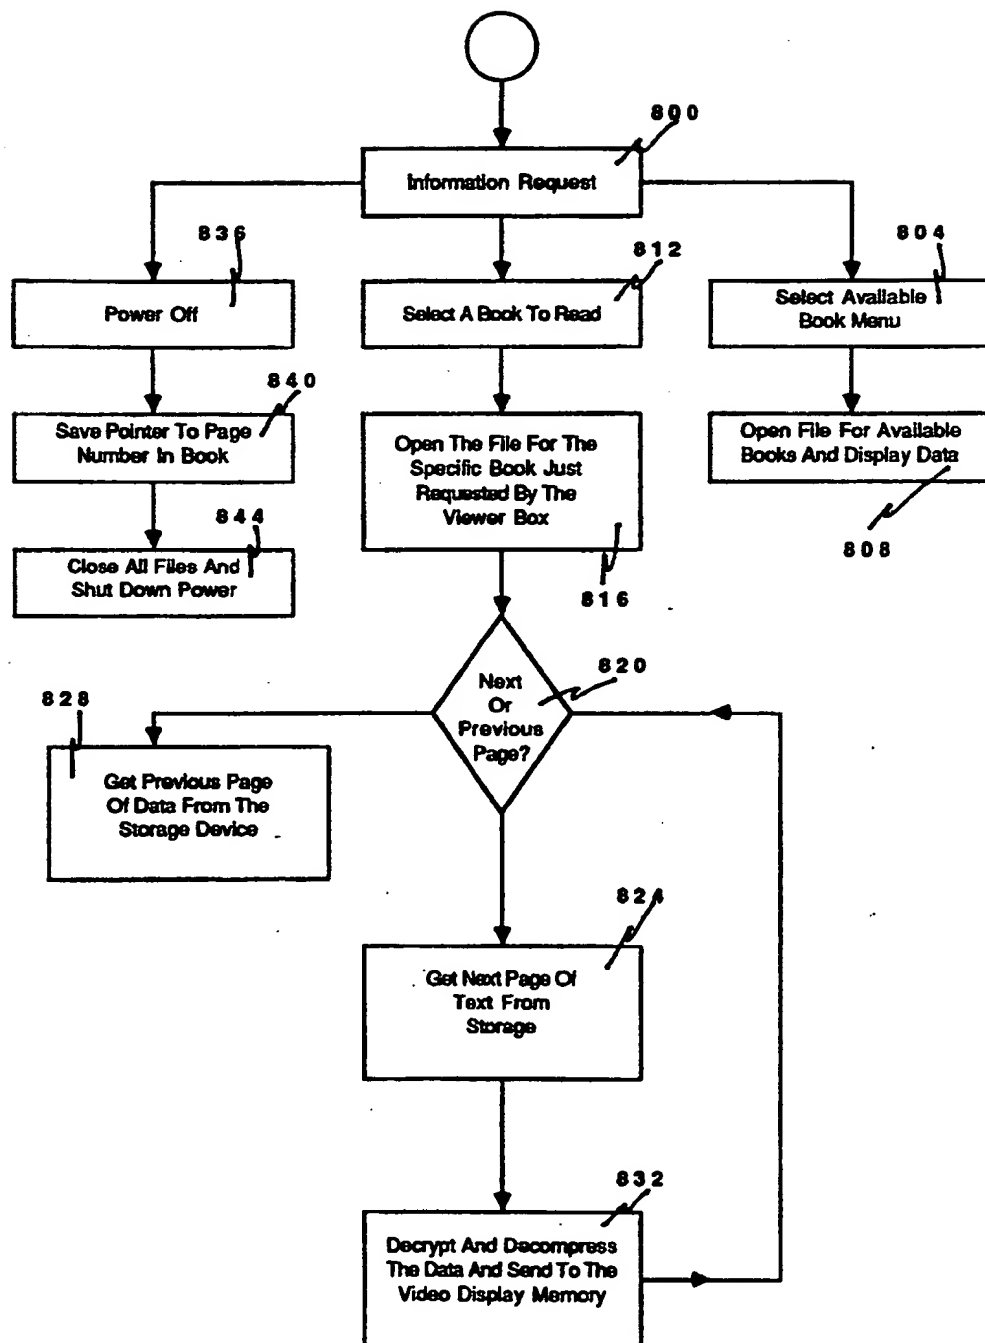 800
Information Request
836
812
804
Power Off
Select A Book To Read
Select Available
Book Menu
840
Save Pointer To Page
Number In Book
Open The File For The
Specific Book Just
Requested By The
Viewer Box
Open File For Available
Books And Display Data
844
Close All Files And
Shut Down Power
808
816
820
Next
Or
Previous
Page?
828
Get Previous Page
Of Data From The
Storage Device
824
Get Next Page Of
Text From
Storage
832
Decrypt And Decompress
The Data And Send To The
Video Display Memory